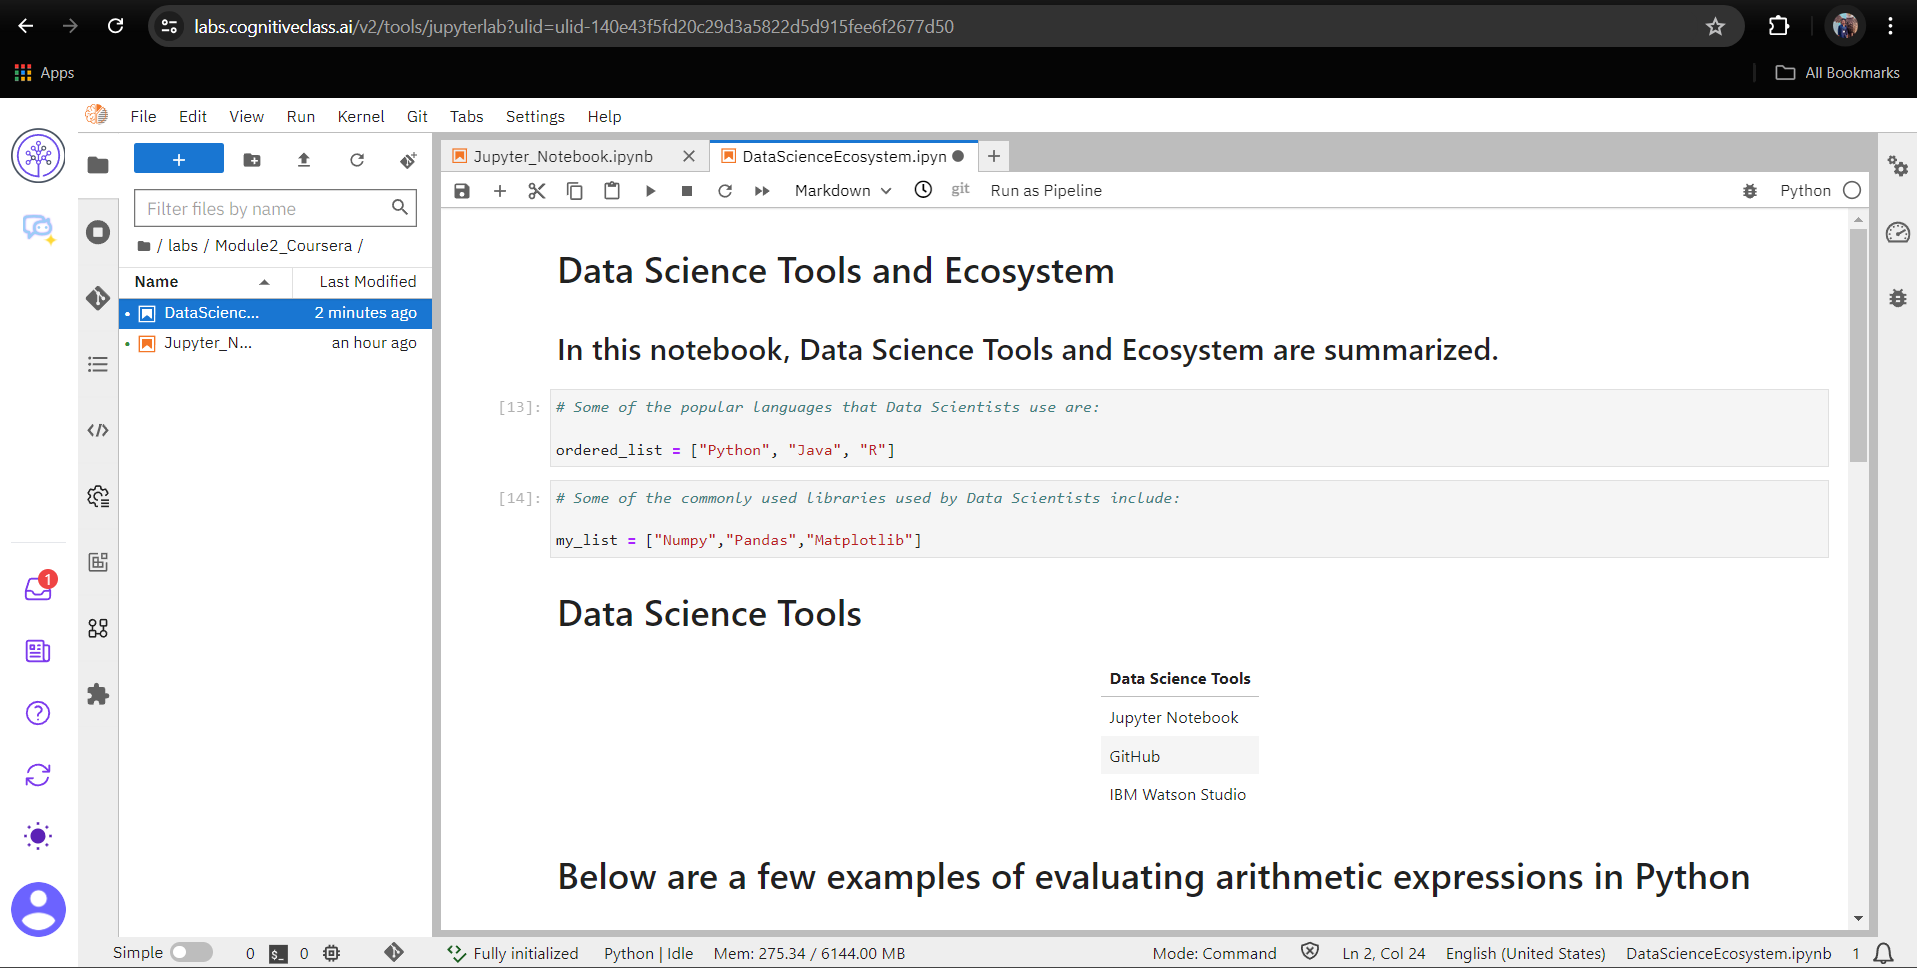 labs.cognitiveclass.ai/v2/tools/jupyterlab?ulid=ulid-140e43f5fd20c29d3a5822d5d915fee6f2677d50
Apps
All Bookmarks
File Edit View Run Kernel Git Tabs Settings Help
Jupyter_Notebook.ipynb
DataScienceEcosystem.ipyn
Filter files by name
Markdown
git
Run as Pipeline
Python
/ labs / Module2_Coursera /
Name
Last Modified
DataScienc...
2 minutes ago
Jupyter_N...
an hour ago
Data Science Tools and Ecosystem
In this notebook, Data Science Tools and Ecosystem are summarized.
[13]: # Some of the popular languages that Data Scientists use are:
ordered_list = ["Python", "Java", "R"]
[14]: # Some of the commonly used libraries used by Data Scientists include:
my_list = ["Numpy","Pandas","Matplotlib"]
Data Science Tools
Data Science Tools
Jupyter Notebook
GitHub
IBM Watson Studio
Below are a few examples of evaluating arithmetic expressions in Python
1
Simple 0 $_ 0 Fully initialized Python | Idle Mem: 275.34 / 6144.00 MB Mode: Command Ln 2, Col 24 English (United States) DataScienceEcosystem.ipynb 1